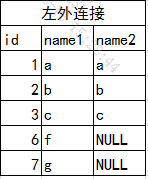 左外连接
id name1 name2
1 a a
2 b b
3 c c
6 f NULL
7 g NULL